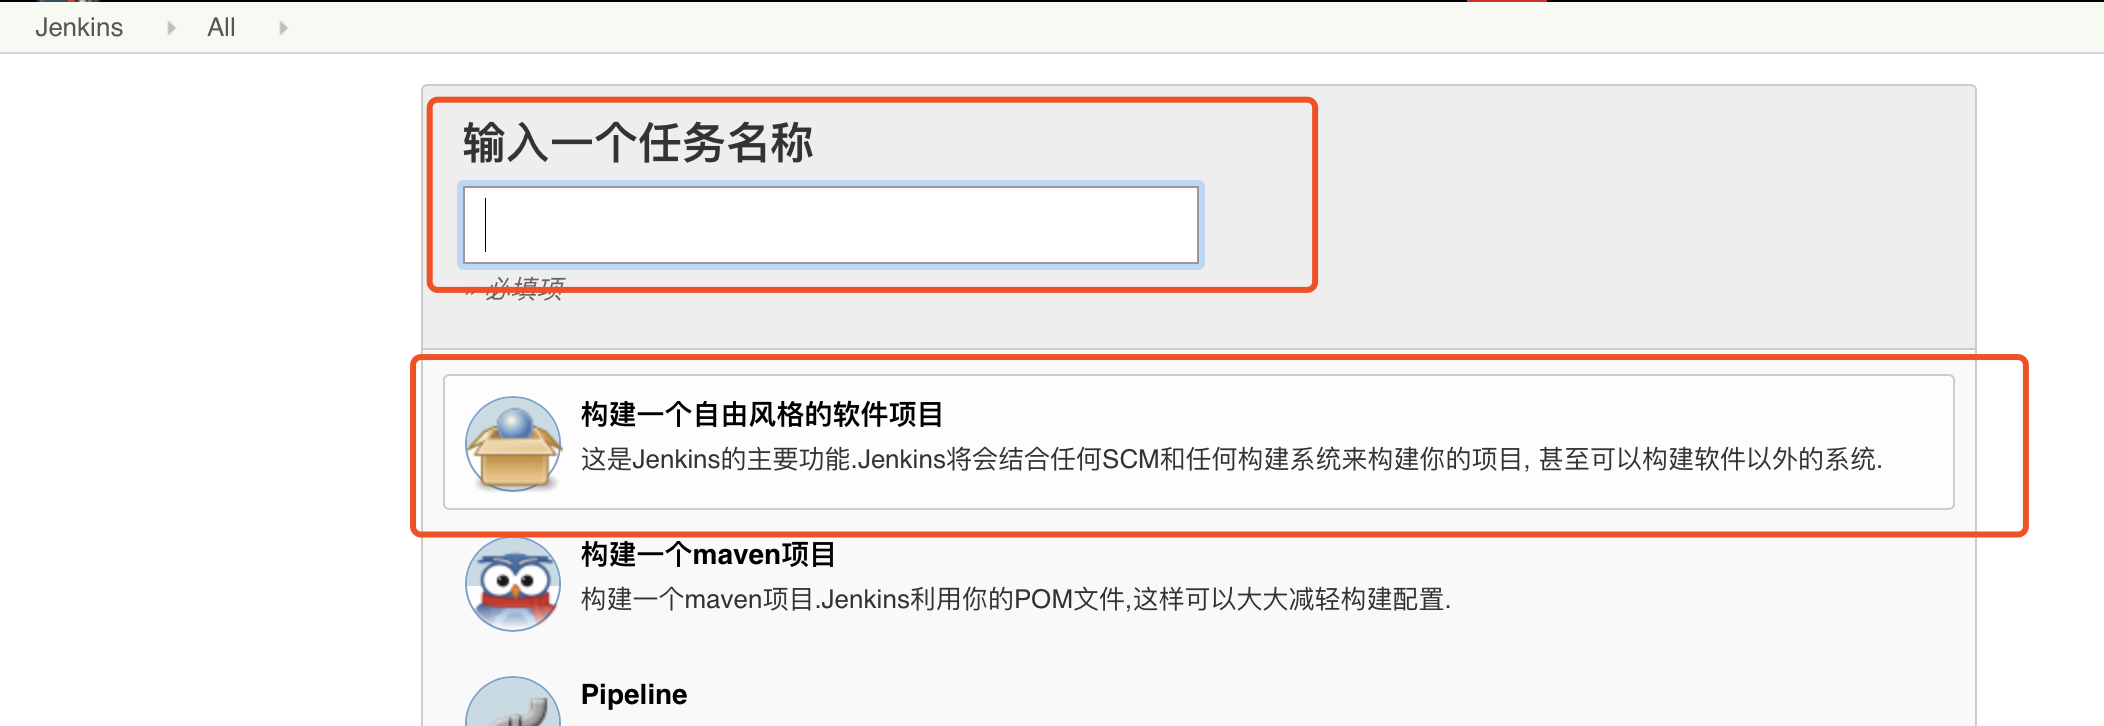 Jenkins All
输入一个任务名称
» 必填项
构建一个自由风格的软件项目
这是Jenkins的主要功能.Jenkins将会结合任何SCM和任何构建系统来构建你的项目, 甚至可以构建软件以外的系统.
构建一个maven项目
构建一个maven项目.Jenkins利用你的POM文件,这样可以大大减轻构建配置.
Pipeline